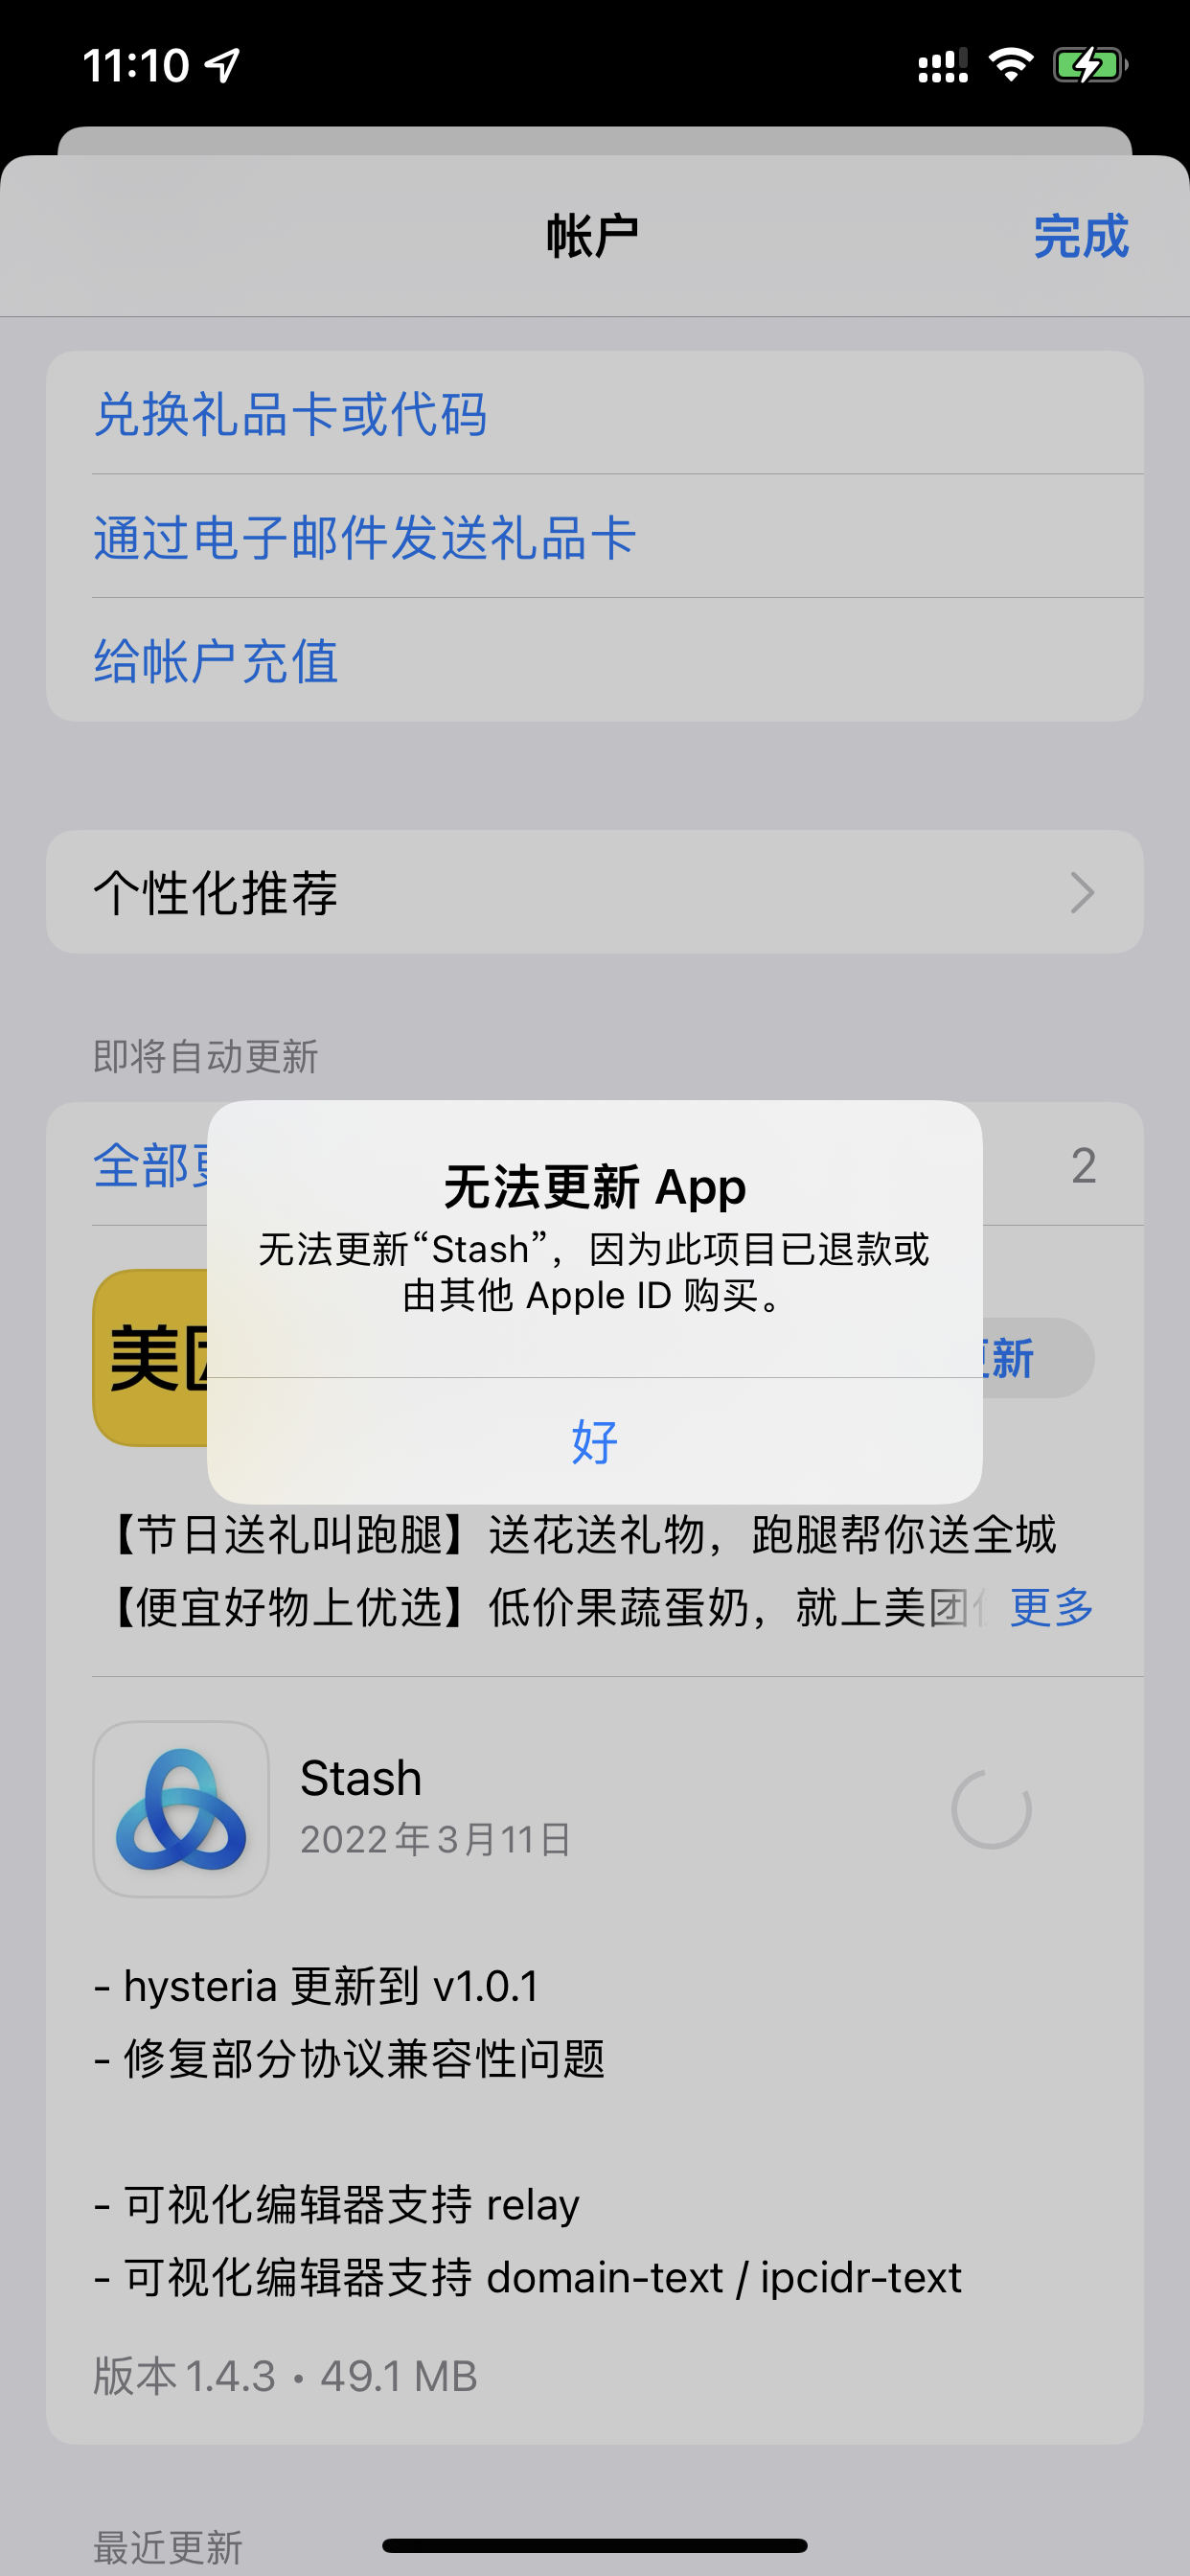 11:10
帐户
完成
兑换礼品卡或代码
通过电子邮件发送礼品卡
给帐户充值
个性化推荐
即将自动更新
全部
2
无法更新 App
无法更新“Stash”，因为此项目已退款或
由其他 Apple ID 购买。
好
美
新
【节日送礼叫跑腿】送花送礼物，跑腿帮你送全城
【便宜好物上优选】低价果蔬蛋奶，就上美团
更多
Stash
2022年3月11日
- hysteria 更新到 v1.0.1
- 修复部分协议兼容性问题
- 可视化编辑器支持 relay
- 可视化编辑器支持 domain-text / ipcidr-text
版本 1.4.3 • 49.1 MB
最近更新